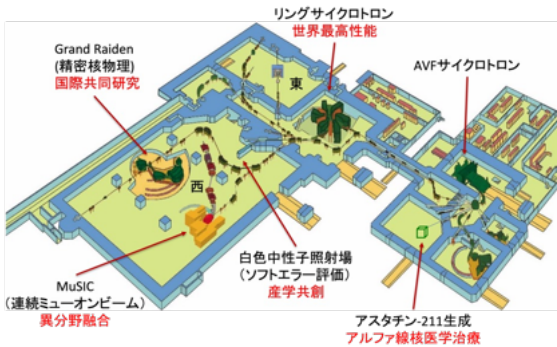 リングサイクロトロン
世界最高性能
Grand Raiden
(精密核物理)
国際共同研究
AVFサイクロトロン
東
西
白色中性子照射場
(ソフトエラー評価)
産学共創
MuSIC
(連続ミューオンビーム)
異分野融合
アスタチン-211生成
アルファ線核医学治療